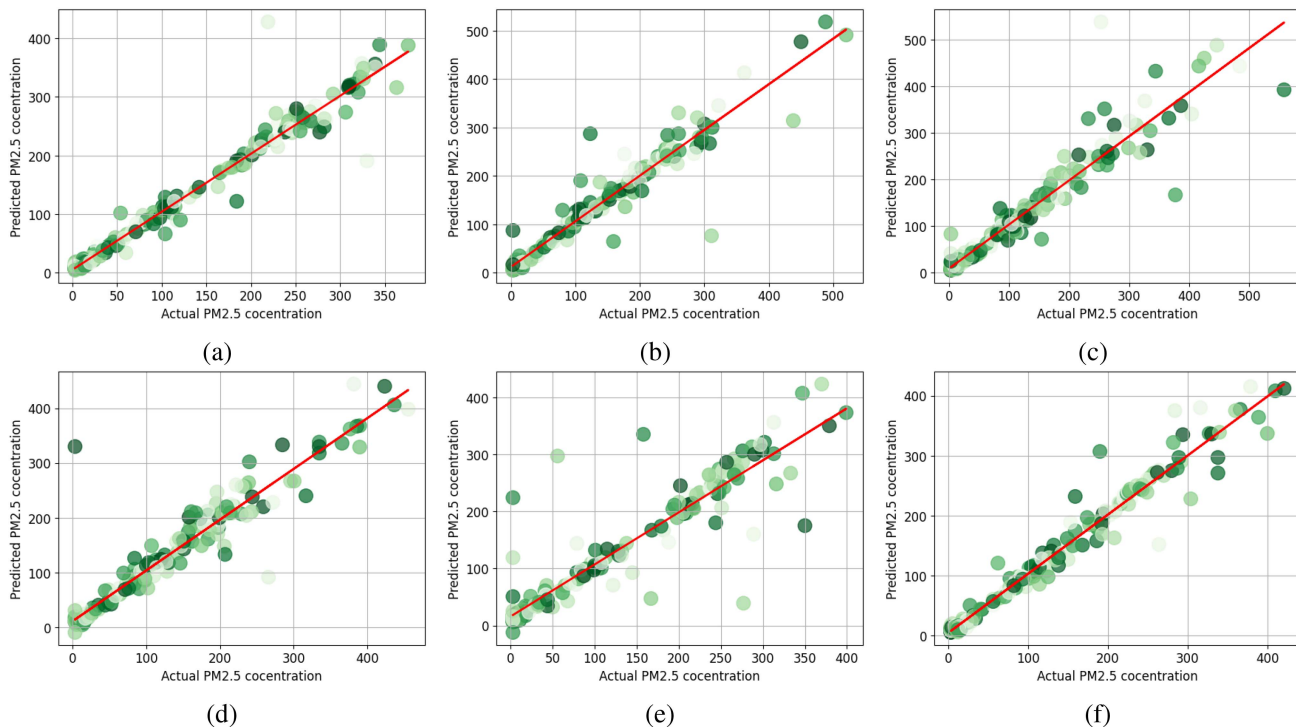 400
300
200
100
0
Predicted PM2.5 cocentration
0 50 100 150 200 250 300 350
Actual PM2.5 cocentration
(a)
500
400
300
200
100
0
Predicted PM2.5 cocentration
0 100 200 300 400 500
Actual PM2.5 cocentration
(b)
500
400
300
200
100
0
Predicted PM2.5 cocentration
0 100 200 300 400 500
Actual PM2.5 cocentration
(c)
400
300
200
100
0
Predicted PM2.5 cocentration
0 100 200 300 400
Actual PM2.5 cocentration
(d)
400
300
200
100
0
Predicted PM2.5 cocentration
0 50 100 150 200 250 300 350 400
Actual PM2.5 cocentration
(e)
400
300
200
100
0
Predicted PM2.5 cocentration
0 100 200 300 400
Actual PM2.5 cocentration
(f)